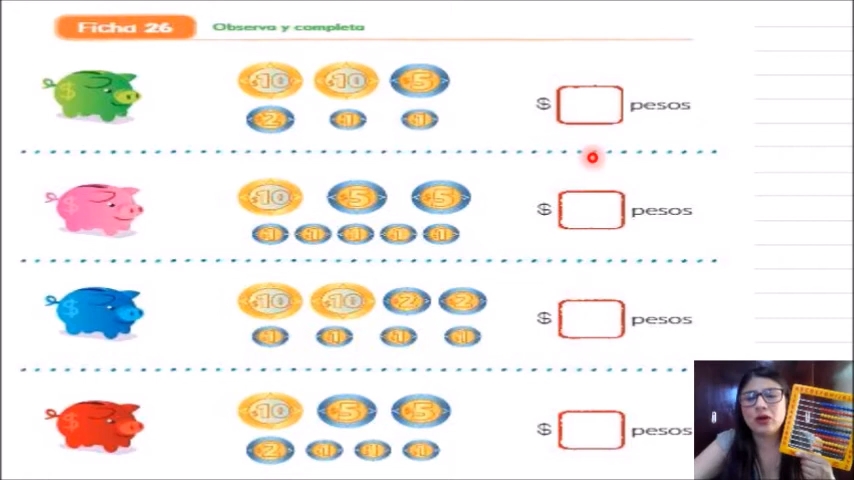 Ficha 26 Observa y completa
$ $10 $10 $5
$2 $1 $1
$ pesos
$ $10 $5 $5
$1 $1 $1 $1 $1
$ pesos
$ $10 $10 $2 $2
$1 $1 $1 $1
$ pesos
$10 $5 $5
$2 $1 $1 $1
$ pesos